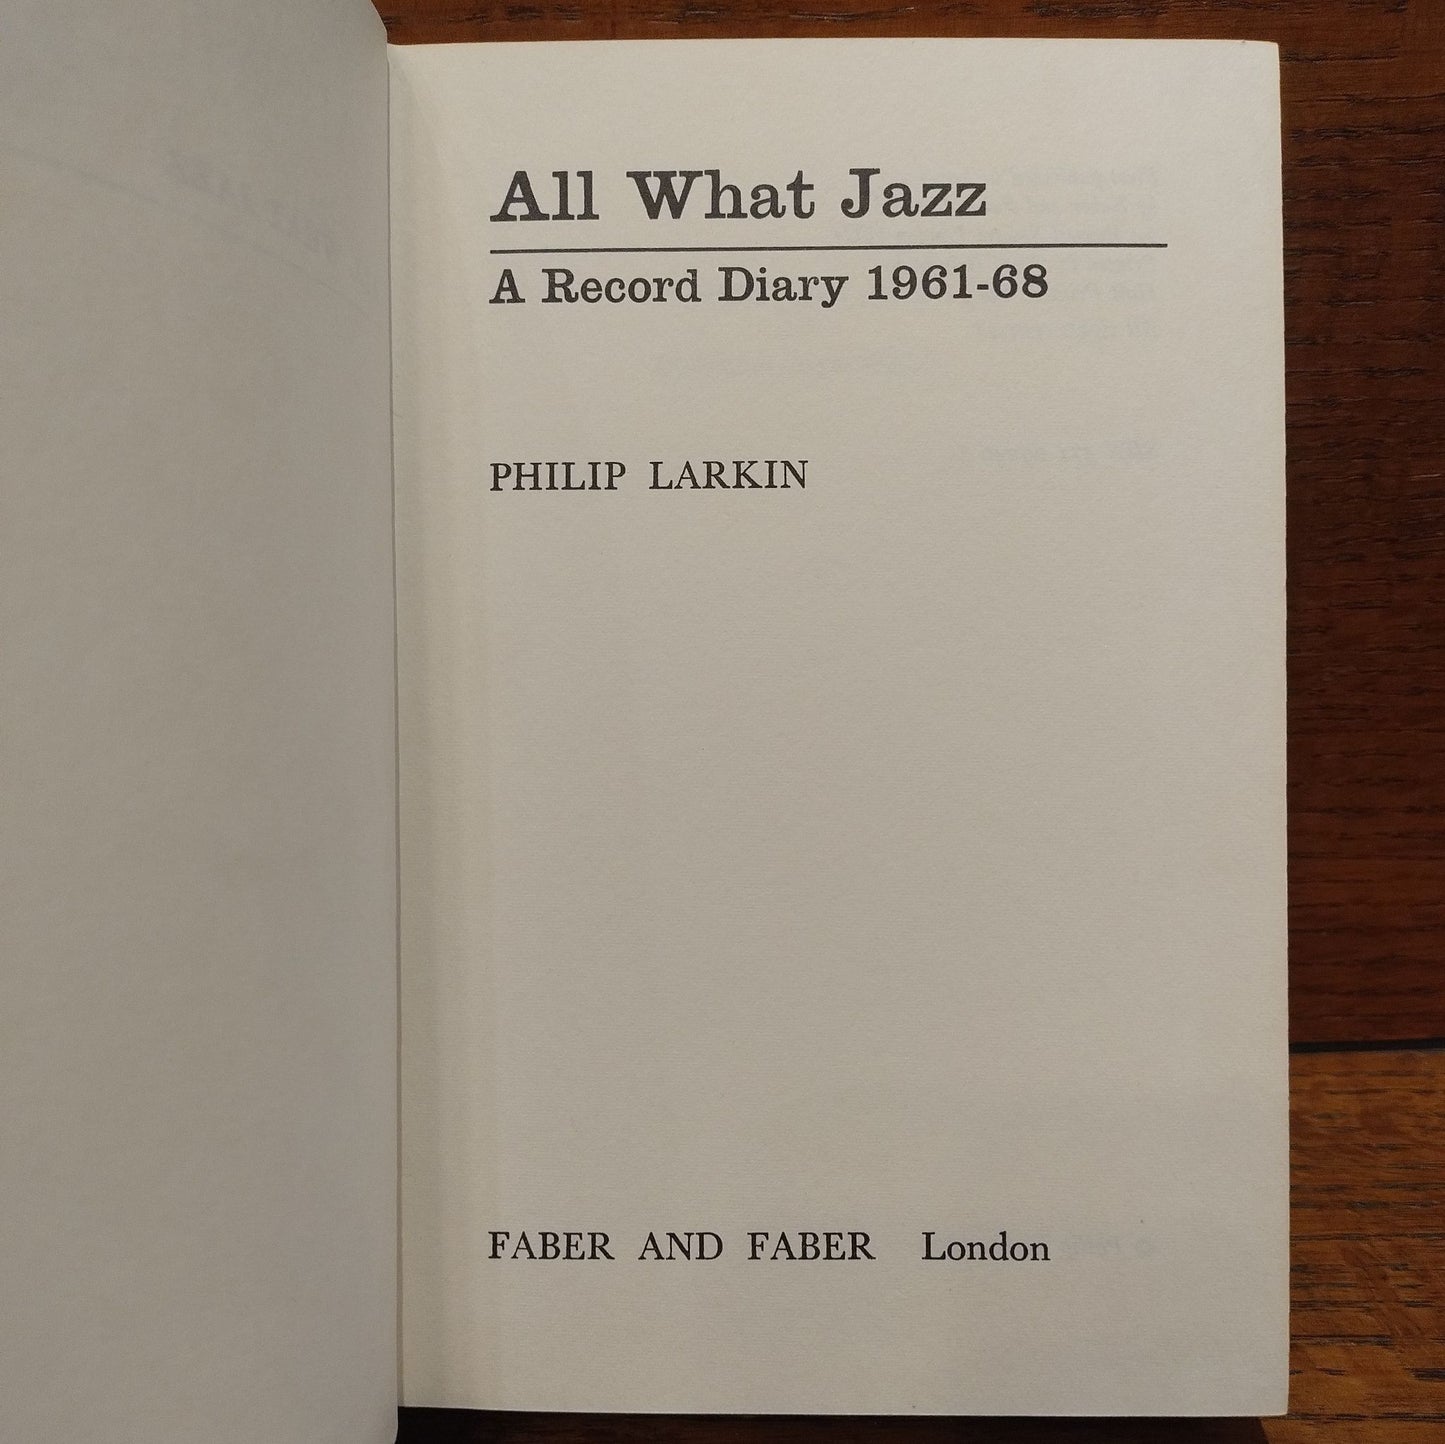 All What Jazz
A Record Diary 1961-68
PHILIP LARKIN
FABER AND FABER London